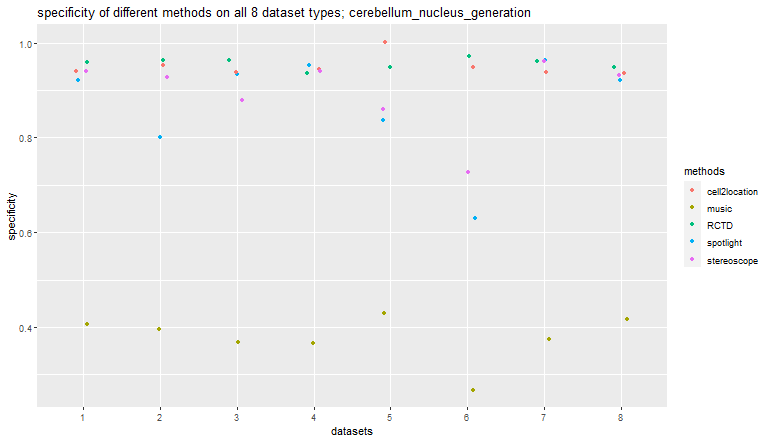 specificity of different methods on all 8 dataset types; cerebellum_nucleus_generation
1.0
0.8
0.6
0.4
specificity
1 2 3 4 5 6 7 8
datasets
methods
cell2location
music
RCTD
spotlight
stereoscope